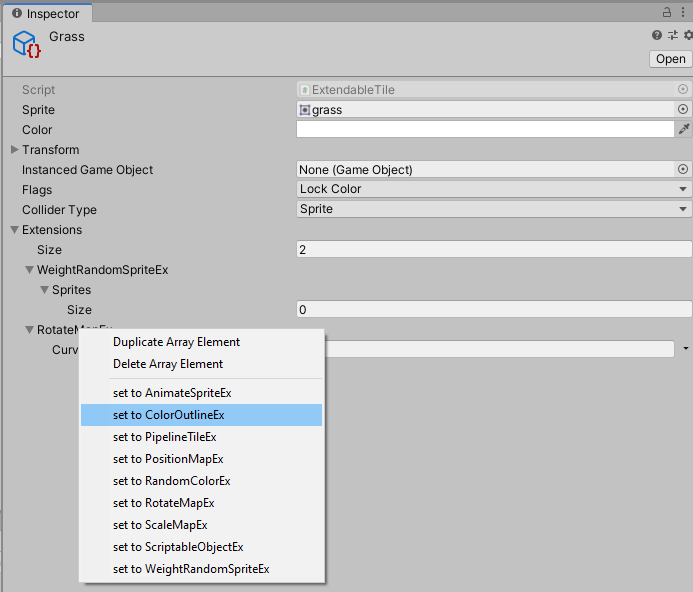 Inspector
Grass
Open
Script ExtendableTile
Sprite grass
Color
Transform
Instanced Game Object None (Game Object)
Flags Lock Color
Collider Type Sprite
Extensions
Size 2
WeightRandomSpriteEx
Sprites
Size 0
Duplicate Array Element
Delete Array Element
set to AnimateSpriteEx
set to ColorOutlineEx
set to PipelineTileEx
set to PositionMapEx
set to RandomColorEx
set to RotateMapEx
set to ScaleMapEx
set to ScriptableObjectEx
set to WeightRandomSpriteEx